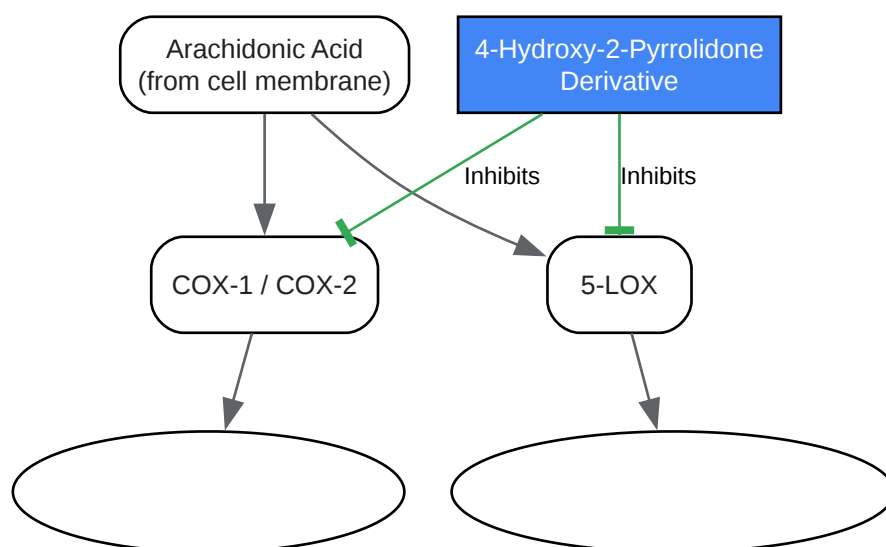 Arachidonic Acid
(from cell membrane)
4-Hydroxy-2-Pyrrolidone
Derivative
Inhibits
Inhibits
COX-1 / COX-2
5-LOX